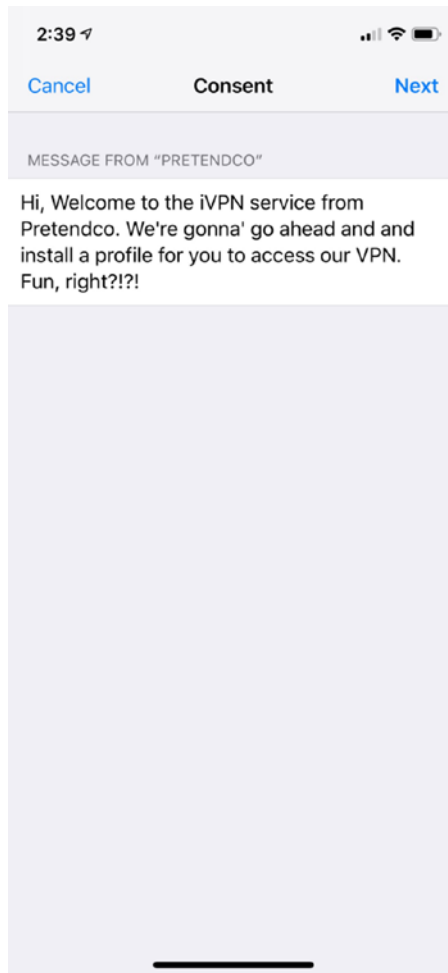 2:39
Cancel Consent Next
MESSAGE FROM “PRETENDCO”
Hi, Welcome to the iVPN service from
Pretendco. We're gonna' go ahead and and
install a profile for you to access our VPN.
Fun, right?!?!